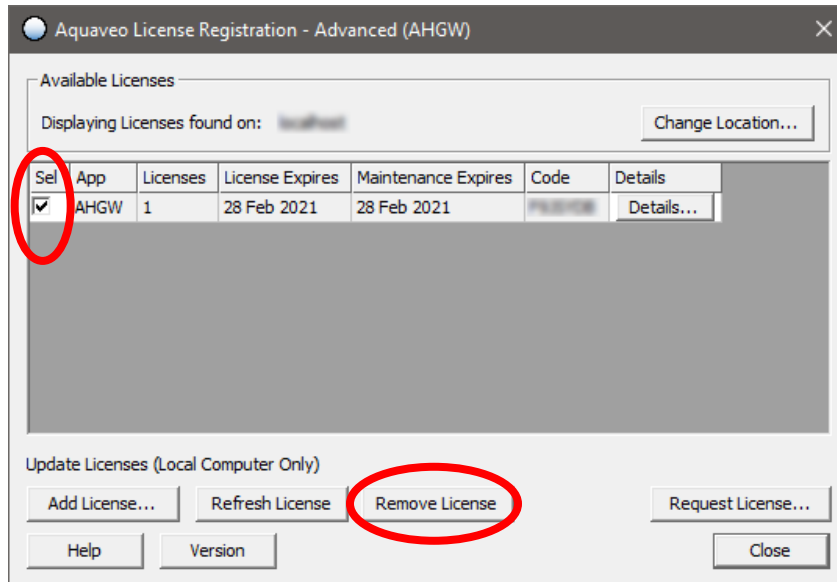 Aquaveo License Registration - Advanced (AHGW)
Available Licenses
Displaying Licenses found on:
Change Location...
Sel App Licenses License Expires Maintenance Expires Code Details
AHGW 1 28 Feb 2021 28 Feb 2021 Details...
Update Licenses (Local Computer Only)
Add License... Refresh License Remove License Request License...
Help Version Close